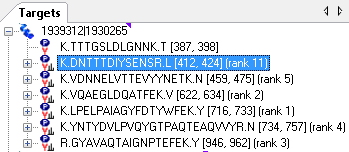 Targets
1939312|1930265
K.TTTGSLDLGNNK.T [387, 398]
K.DNTTTDIYSENSR.L [412, 424] (rank 11)
K.VDNNELVTTEVYYNETK.N [459, 475] (rank 5)
K.VQAEGLDQATFEK.V [622, 634] (rank 2)
K.LPELPAIAGYFDTYWFEK.Y [716, 733] (rank 1)
K.YNTYDVLPVQYGTPAQTEAQVVYR.N [734, 757] (rank 4)
R.GYAVAQTAIGNPTEFEK.Y [946, 962] (rank 3)